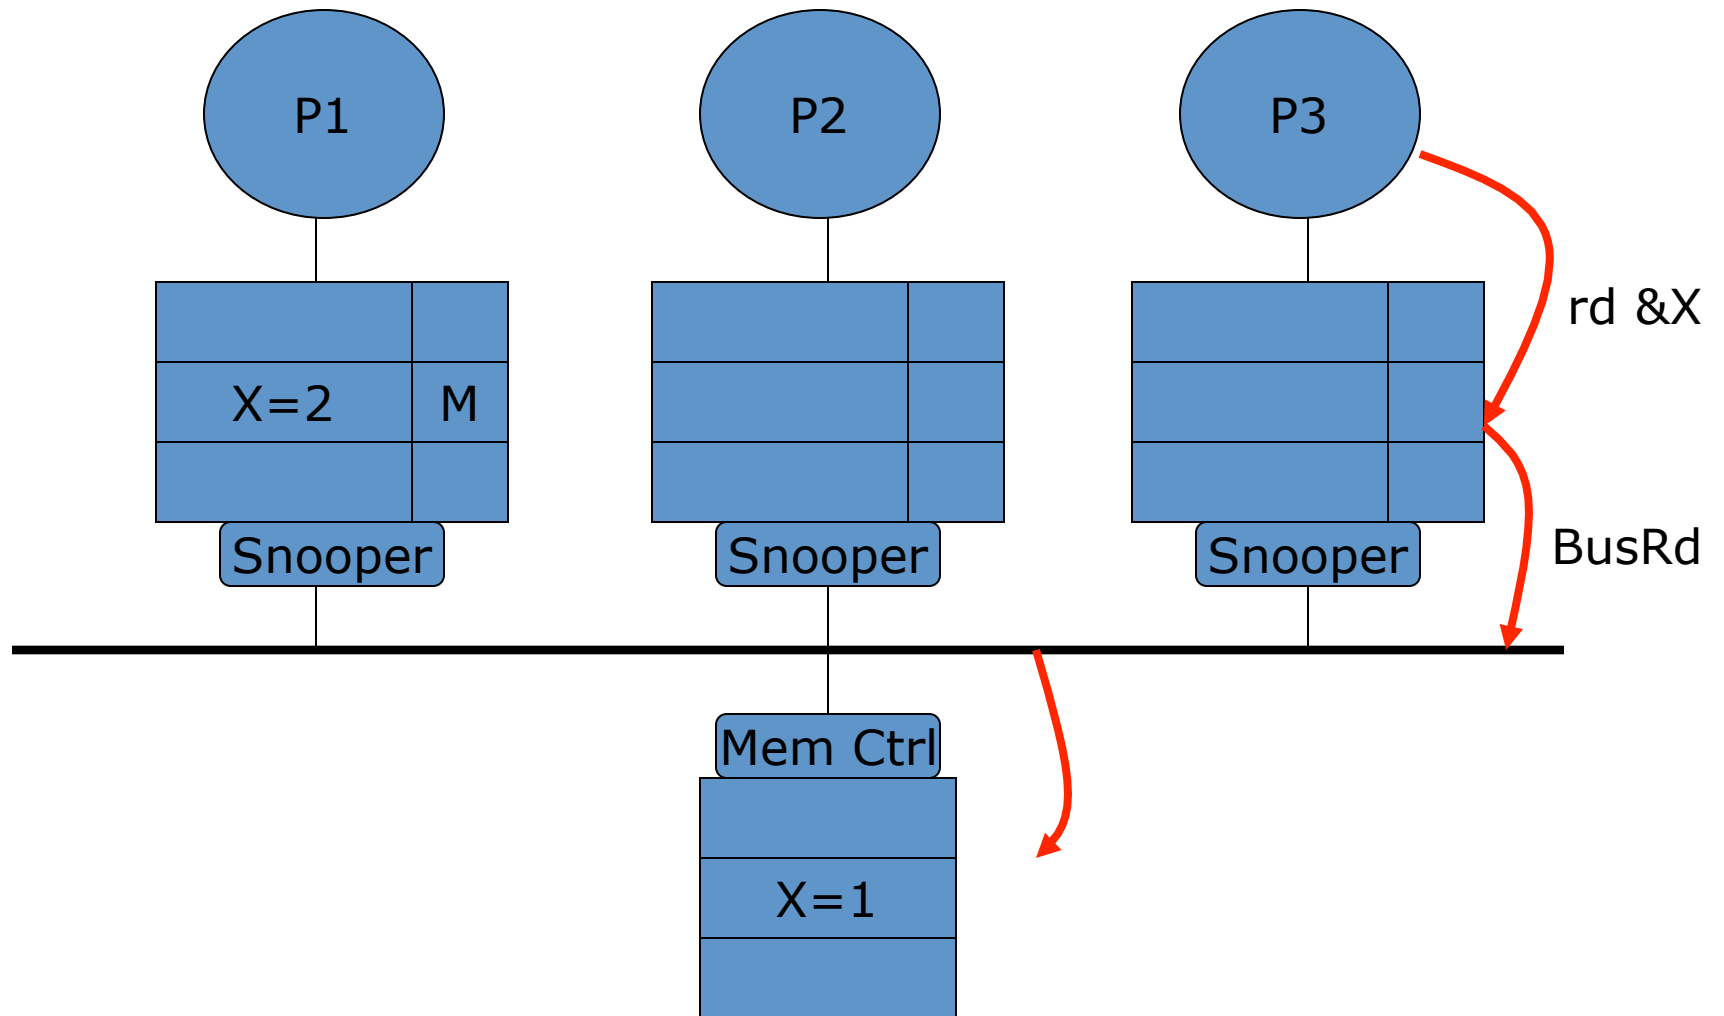 P1
P2
P3
rd &X
X=2
M
Snooper
Snooper
Snooper
BusRd
Mem Ctrl
X=1